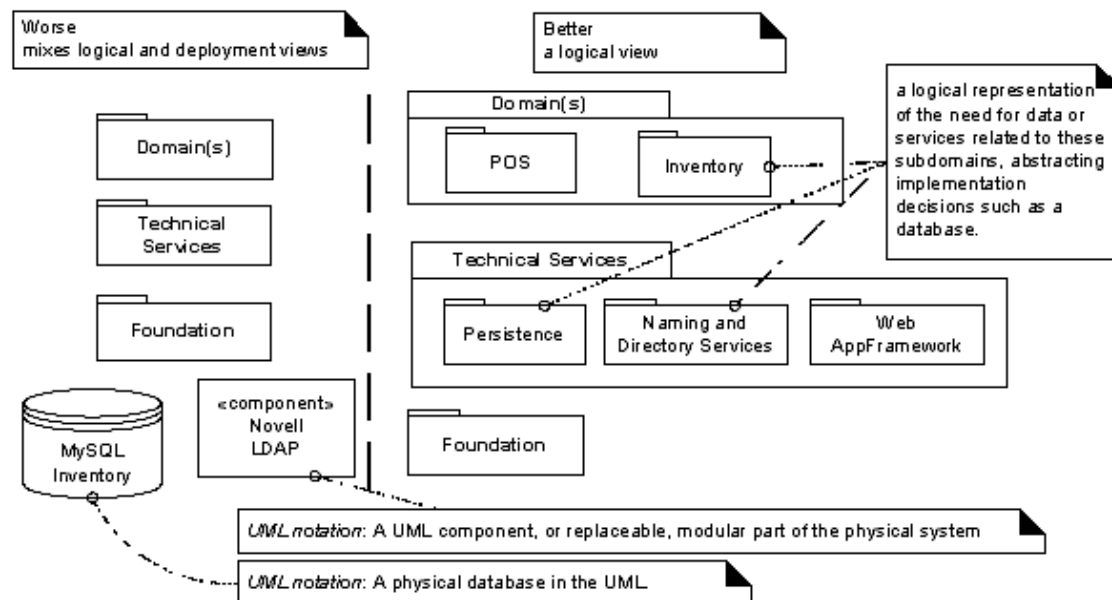 Worse
mixes logical and deployment views
Better
a logical view
Domain(s)
Technical
Services
Foundation
MySQL
Inventory
«component»
Novell
LDAP
Domain(s)
POS
Inventory
a logical representation
of the need for data or
services related to these
subdomains, abstracting
implementation
decisions such as a
database.
Technical Services
Persistence
Naming and
Directory Services
Web
AppFramework
Foundation
UML notation: A UML component, or replaceable, modular part of the physical system
UML notation: A physical database in the UML.